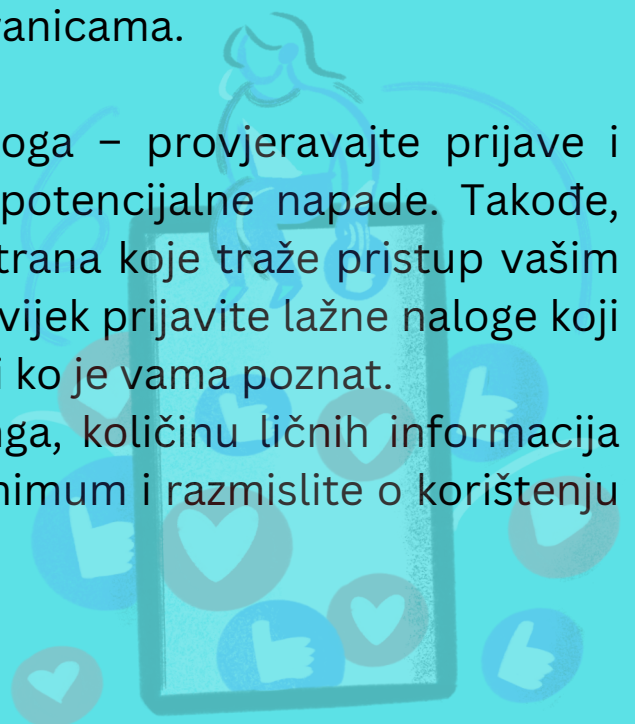 ranicama.
oga – provjeravajte prijave i
potencijalne napade. Takođe,
trana koje traže pristup vašim
vijek prijavite lažne naloge koji
i ko je vama poznat.
nga, količinu ličnih informacija
nimum i razmislite o korištenju